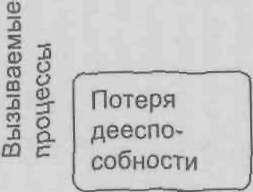 Вызываемые
процессы
Потеря
дееспо-
собности